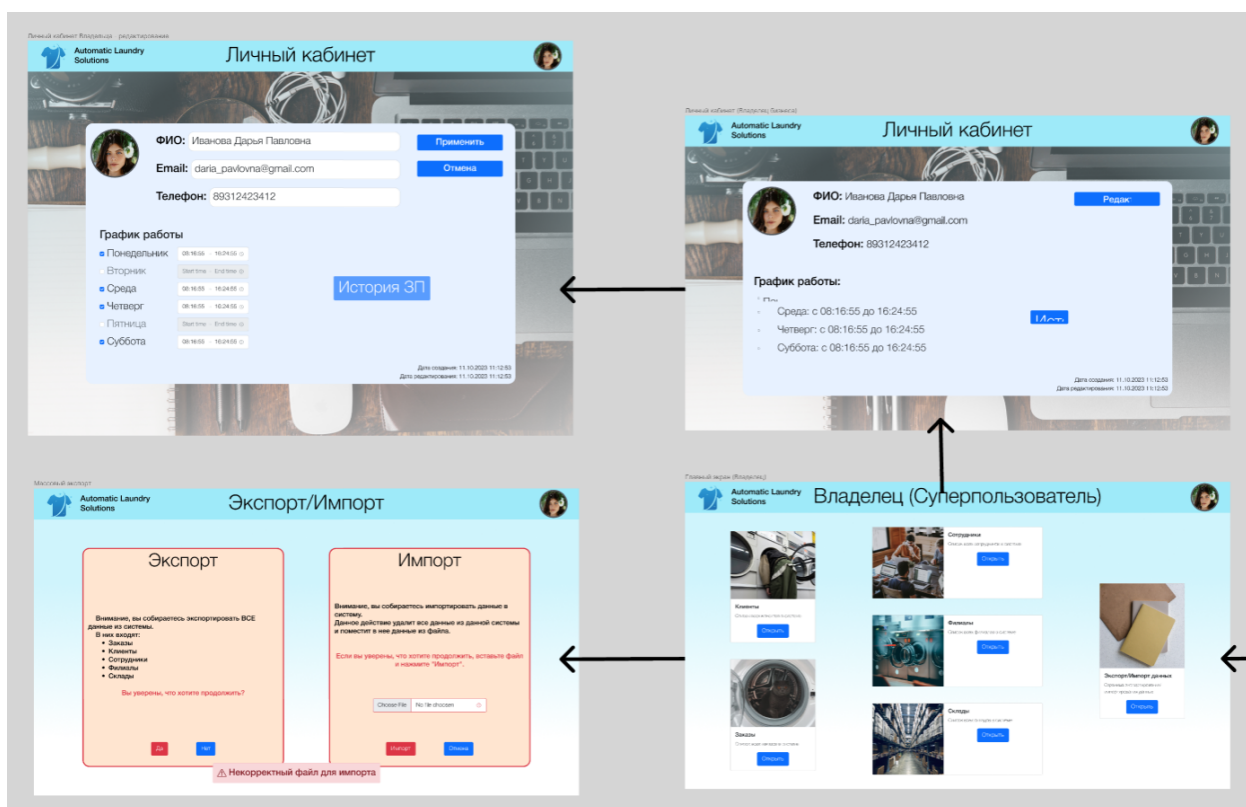 Личный кабинет Владельца - редактирование
Automatic Laundry
Solutions
Личный кабинет
ФИО: Иванова Дарья Павловна
Применить
Email: daria_pavlovna@gmail.com
Отмена
Телефон: 89312423412
График работы
Понедельник 08:16:55 - 16:24:55
Вторник Start time - End time
Среда 08:16:55 - 16:24:55
История ЗП
Четверг 08:16:55 - 16:24:55
Пятница Start time - End time
Суббота 08:16:55 - 16:24:55
Дата создания: 11.10.2023 11:12:53
Дата редактирования: 11.10.2023 11:12:53
Личный кабинет (Владелец бизнеса)
Automatic Laundry
Solutions
Личный кабинет
ФИО: Иванова Дарья Павловна
Редак
Email: daria_pavlovna@gmail.com
Телефон: 89312423412
График работы:
Среда: с 08:16:55 до 16:24:55
Четверг: с 08:16:55 до 16:24:55
Суббота: с 08:16:55 до 16:24:55
Дата создания: 11.10.2023 11:12:53
Дата редактирования: 11.10.2023 11:12:53
Массовый экспорт
Automatic Laundry
Solutions
Экспорт/Импорт
Экспорт
Внимание, вы собираетесь экспортировать ВСЕ
данные из системы.
В них входят:
• Заказы
• Клиенты
• Сотрудники
• Филиалы
• Склады
Вы уверены, что хотите продолжить?
Да
Нет
Импорт
Внимание, вы собираетесь импортировать данные в
систему.
Данное действие удалит все данные из данной системы
и поместит в нее данные из файла.
Если вы уверены, что хотите продолжить, вставьте файл
и нажмите "Импорт".
Choose File No file choosen
Импорт
Отмена
Некорректный файл для импорта
Главный экран (Владелец)
Automatic Laundry
Solutions
Владелец (Суперпользователь)
Клиенты
Открыть
Заказы
Открыть
Сотрудники
Открыть
Филиалы
Открыть
Склады
Открыть
Экспорт/Импорт данных
Открыть